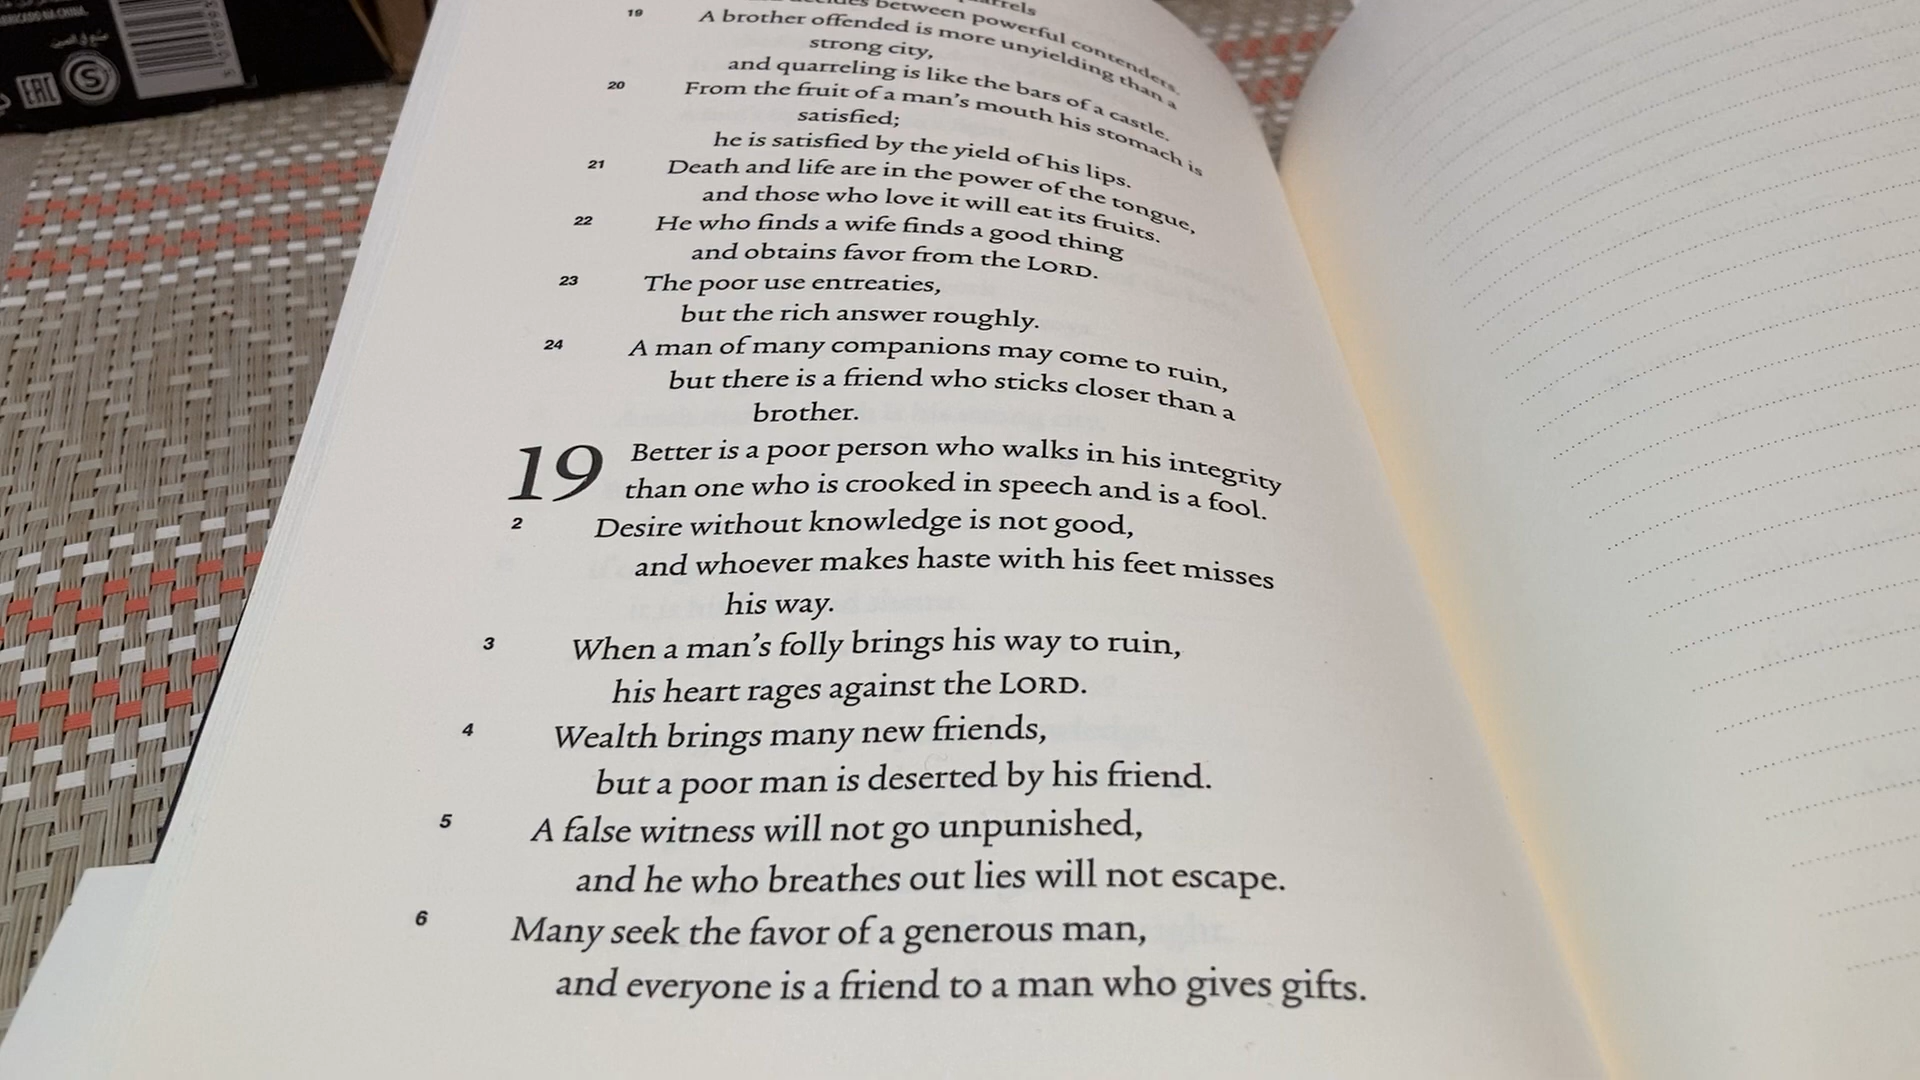 between powerful contenders.
19 A brother offended is more unyielding than a
strong city,
and quarreling is like the bars of a castle.
20 From the fruit of a man's mouth his stomach is
satisfied;
he is satisfied by the yield of his lips.
21 Death and life are in the power of the tongue,
and those who love it will eat its fruits.
22 He who finds a wife finds a good thing
and obtains favor from the LORD.
23 The poor use entreaties,
but the rich answer roughly.
24 A man of many companions may come to ruin,
but there is a friend who sticks closer than a
brother.
19 Better is a poor person who walks in his integrity
than one who is crooked in speech and is a fool.
2 Desire without knowledge is not good,
and whoever makes haste with his feet misses
his way.
3 When a man's folly brings his way to ruin,
his heart rages against the LORD.
4 Wealth brings many new friends,
but a poor man is deserted by his friend.
5 A false witness will not go unpunished,
and he who breathes out lies will not escape.
6 Many seek the favor of a generous man,
and everyone is a friend to a man who gives gifts.
EAC
S